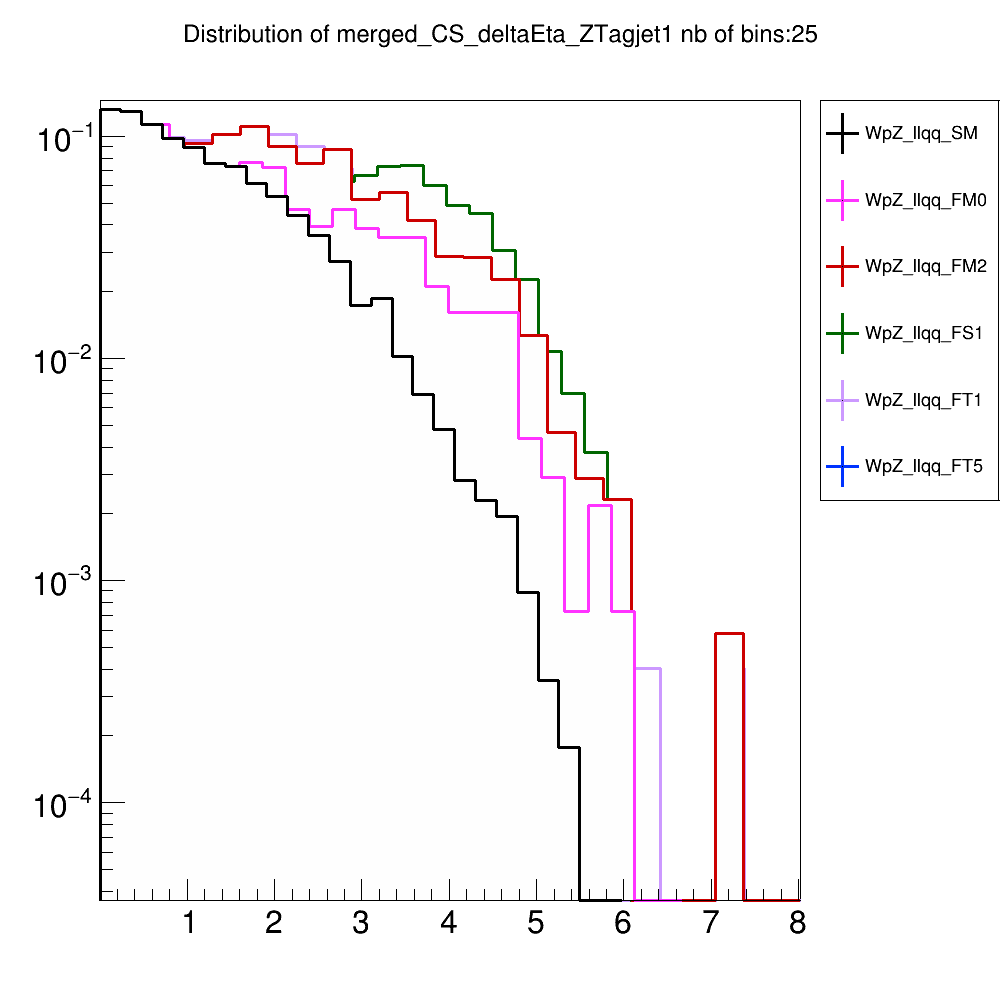 Distribution of merged_CS_deltaEta_ZTagjet1 nb of bins:25
10−1
10−2
10−3
10−4
1 2 3 4 5 6 7 8
WpZ_llqq_SM
WpZ_llqq_FM0
WpZ_llqq_FM2
WpZ_llqq_FS1
WpZ_llqq_FT1
WpZ_llqq_FT5